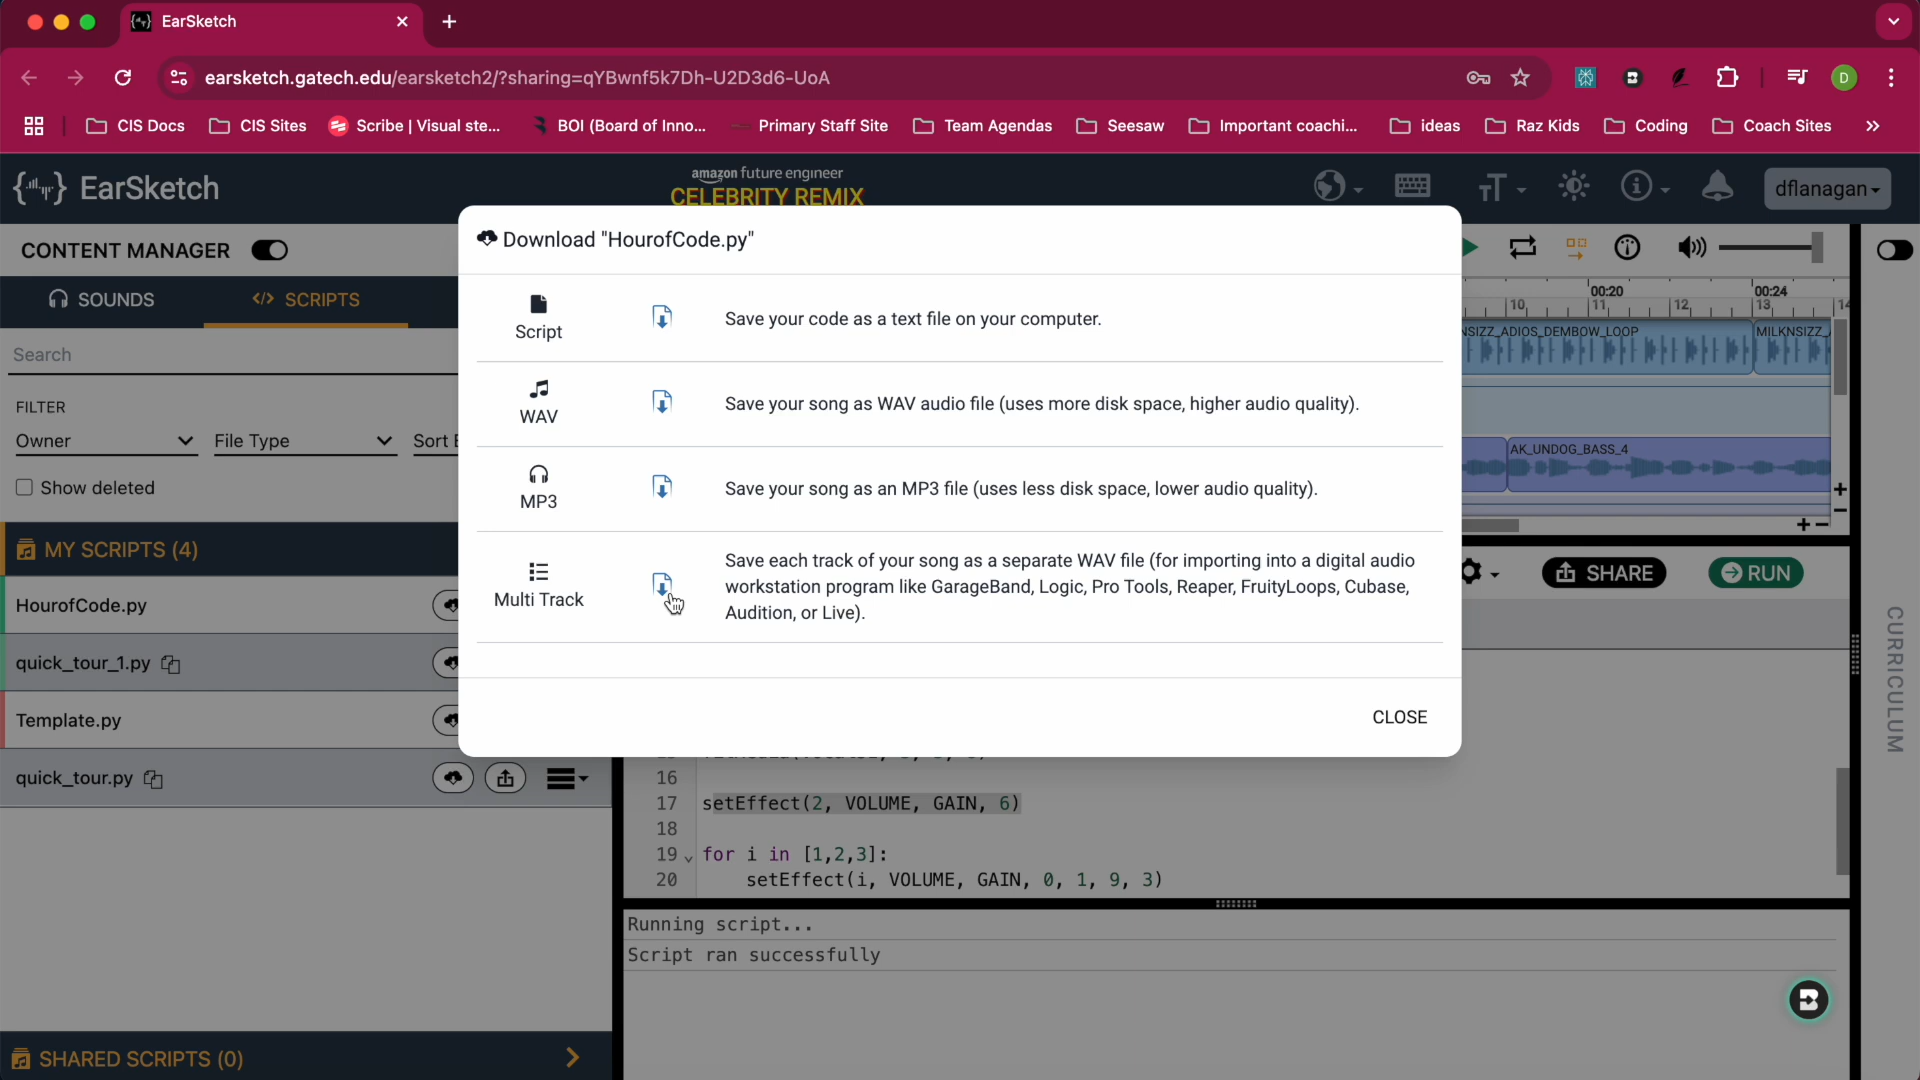 EarSketch
earsketch.gatech.edu/earsketch2/?sharing=qYBwnf5k7Dh-U2D3d6-UoA
D
CIS Docs
CIS Sites
Scribe | Visual ste...
BOI (Board of Inno...
Primary Staff Site
Team Agendas
Seesaw
Important coachi...
ideas
Raz Kids
Coding
Coach Sites
EarSketch
amazon future engineer
CELEBRITY REMIX
dflanagan
CONTENT MANAGER
SOUNDS
SCRIPTS
Search
FILTER
Owner
File Type
Sort
Show deleted
MY SCRIPTS (4)
HourofCode.py
quick_tour_1.py
Template.py
quick_tour.py
SHARED SCRIPTS (0)
Download "HourofCode.py"
Script
Save your code as a text file on your computer.
WAV
Save your song as WAV audio file (uses more disk space, higher audio quality).
MP3
Save your song as an MP3 file (uses less disk space, lower audio quality).
Multi Track
Save each track of your song as a separate WAV file (for importing into a digital audio
workstation program like GarageBand, Logic, Pro Tools, Reaper, FruityLoops, Cubase,
Audition, or Live).
CLOSE
00:20
00:24
10
11
12
13
14
NSIZZ_ADIOS_DEMBOW_LOOP
MILKNSIZZ_
AK_UNDOG_BASS_4
SHARE
RUN
CURRICULUM
16
17 setEffect(2, VOLUME, GAIN, 6)
18
19 for i in [1,2,3]:
20 setEffect(i, VOLUME, GAIN, 0, 1, 9, 3)
Running script...
Script ran successfully